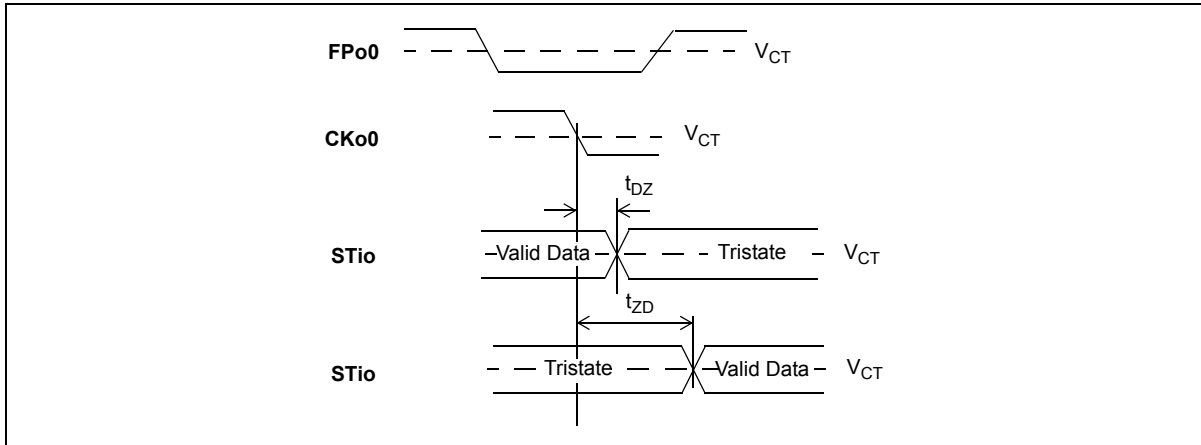 FPo0 V_CT
CKo0 V_CT
t_DZ
STio Valid Data Tristate V_CT
t_ZD
STio Tristate Valid Data V_CT